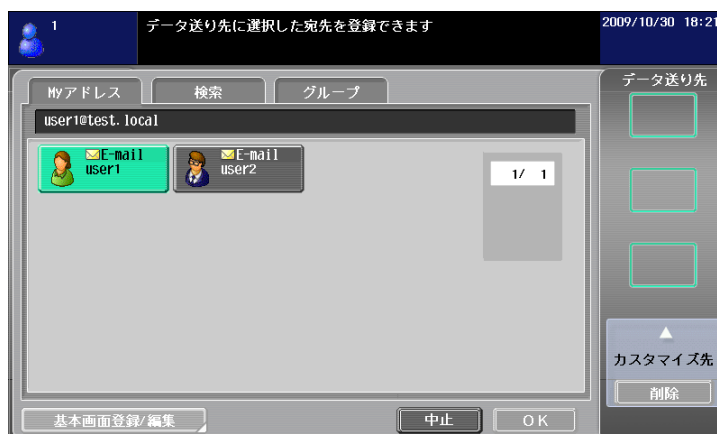 1
データ送り先に選択した宛先を登録できます
2009/10/30 18:21
Myアドレス
検索
グループ
データ送り先
user1@test.local
E-mail
user1
E-mail
user2
1/ 1
カスタマイズ先
削除
基本画面登録/編集
中止
OK